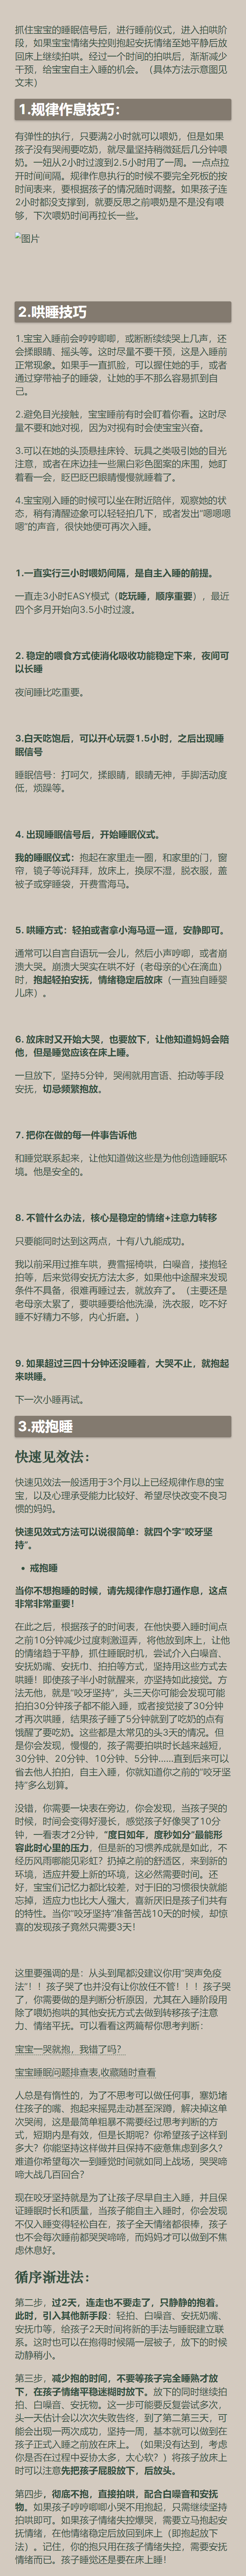 抓住宝宝的睡眠信号后，进行睡前仪式，进入拍哄阶
段，如果宝宝情绪失控则抱起安抚情绪至她平静后放
回床上继续拍哄。经过一个时间的拍哄后，渐渐减少
干预，给宝宝自主入睡的机会。（具体方法示意图见
文末）
1.规律作息技巧：
有弹性的执行，只要满2小时就可以喂奶，但是如果
孩子没有哭闹要吃奶，就尽量坚持稍微延后几分钟喂
奶。一妞从2小时过渡到2.5小时用了一周。一点点拉
开时间间隔。规律作息执行的时候不要完全死板的按
时间表来，要根据孩子的情况随时调整。如果孩子连
2小时都没支撑到，就要反思之前喂奶是不是没有喂
够，下次喂奶时间再拉长一些。
图片
2.哄睡技巧
1.宝宝入睡前会哼哼唧唧，或断断续续哭上几声，还
会揉眼睛、摇头等。这时尽量不要干预，这是入睡前
正常现象。如果手一直抓脸，可以握住她的手，或者
通过穿带袖子的睡袋，让她的手不那么容易抓到自
己。
2.避免目光接触，宝宝睡前有时会盯着你看。这时尽
量不要和她对视，因为对视有时会使宝宝兴奋。
3.可以在她的头顶悬挂床铃、玩具之类吸引她的目光
注意，或者在床边挂一些黑白彩色图案的床围，她盯
着看一会，眨巴眨巴眼睛慢慢就睡着了。
4.宝宝刚入睡的时候可以坐在附近陪伴，观察她的状
态，稍有清醒迹象可以轻轻拍几下，或者发出“嗯嗯嗯
嗯”的声音，很快她便可再次入睡。
1.一直实行三小时喂奶间隔，是自主入睡的前提。
一直走3小时EASY模式（吃玩睡，顺序重要），最近
四个多月开始向3.5小时过渡。
2. 稳定的喂食方式使消化吸收功能稳定下来，夜间可
以长睡
夜间睡比吃重要。
3.白天吃饱后，可以开心玩耍1.5小时，之后出现睡
眠信号
睡眠信号：打呵欠，揉眼睛，眼睛无神，手脚活动度
低，烦躁等。
4. 出现睡眠信号后，开始睡眠仪式。
我的睡眠仪式：抱起在家里走一圈，和家里的门，窗
帘，镜子等说拜拜，放床上，换尿不湿，脱衣服，盖
被子或穿睡袋，开费雪海马。
5. 哄睡方式：轻拍或者拿小海马逗一逗，安静即可。
通常可以自言自语玩一会儿，然后小声哼唧，或者崩
溃大哭。崩溃大哭实在哄不好（老母亲的心在滴血）
时，抱起轻拍安抚，情绪稳定后放床（一直独自睡婴
儿床）。
6. 放床时又开始大哭，也要放下，让他知道妈妈会陪
他，但是睡觉应该在床上睡。
一旦放下，坚持5分钟，哭闹就用言语、拍动等手段
安抚，切忌频繁抱放。
7. 把你在做的每一件事告诉他
和睡觉联系起来，让他知道做这些是为他创造睡眠环
境。他是安全的。
8. 不管什么办法，核心是稳定的情绪+注意力转移
只要能同时达到这两点，十有八九能成功。
我以前采用过推车哄，费雪摇椅哄，白噪音，搂抱轻
拍等，后来觉得安抚方法太多，如果他中途醒来发现
条件不具备，很难再睡过去，就放弃了。（主要还是
老母亲太累了，要哄睡要给他洗澡，洗衣服，吃不好
睡不好精力不够，内心折磨。）
9. 如果超过三四十分钟还没睡着，大哭不止，就抱起
来哄睡。
下一次小睡再试。
3.戒抱睡
快速见效法：
快速见效法一般适用于3个月以上已经规律作息的宝
宝，以及心理承受能力比较好、希望尽快改变不良习
惯的妈妈。
快速见效式方法可以说很简单：就四个字“咬牙坚
持”。
• 戒抱睡
当你不想抱睡的时候，请先规律作息打通作息，这点
非常非常重要！
在此之后，根据孩子的时间表，在他快要入睡时间点
之前10分钟减少过度刺激逗弄，将他放到床上，让他
的情绪趋于平静，抓住睡眠时机，尝试介入白噪音、
安抚奶嘴、安抚巾、拍拍等方式，坚持用这些方式去
哄睡！即使孩子半小时就醒来，亦坚持如此接觉。方
法无他，就是“咬牙坚持”，头三天你可能会发现可能
拍拍30分钟孩子都不能入睡，或者接觉接了30分钟
才再次哄睡，结果孩子睡了5分钟就到了吃奶的点有
饿醒了要吃奶。这些都是太常见的头3天的情况。但
是你会发现，慢慢的，孩子需要拍哄时长越来越短，
30分钟、20分钟、10分钟、5分钟……直到后来可以
省去他人拍拍，自主入睡，你就知道你之前的“咬牙坚
持”多么划算。
没错，你需要一块表在旁边，你会发现，当孩子哭的
时候，时间会变得好漫长，感觉孩子好像哭了10分
钟，一看表才2分钟，“度日如年，度秒如分”最能形
容此时心里的压力，但是新的习惯养成就是如此，不
经历风雨哪能见彩虹？扔掉之前的舒适区，来到新的
环境，适应并爱上新的环境，这必然需要时间。还
好，宝宝们记忆力都比较差，对于旧的习惯很快就能
忘掉，适应力也比大人强大，喜新厌旧是孩子们共有
的特性。当你“咬牙坚持”准备苦战10天的时候，却惊
喜的发现孩子竟然只需要3天！
这里要强调的是：从头到尾都没建议你用“哭声免疫
法”！！孩子哭了也并没有让你放任不管！！！孩子哭
了，你需要做的是判断分析原因，尤其在入睡阶段用
除了喂奶抱哄的其他安抚方式去做到转移孩子注意
力、情绪平抚。可以看看这两篇帮你思考判断：
宝宝一哭就抱，我错了吗？
宝宝睡眠问题排查表,收藏随时查看
人总是有惰性的，为了不思考可以做任何事，塞奶堵
住孩子的嘴、抱起来摇晃走动甚至深蹲，解决掉这单
次哭闹，这是最简单粗暴不需要经过思考判断的方
式，短期内是有效，但是长期呢？你希望孩子这样到
多大？你能坚持这样做并且保持不疲惫焦虑到多久？
难道你希望每次一到睡觉时间就如同上战场，哭哭啼
啼大战几百回合？
现在咬牙坚持就是为了让孩子尽早自主入睡，并且保
证睡眠时长和质量，当孩子能自主入睡时，你会发现
不仅入睡变得轻松自在，孩子全天情绪都很棒，孩子
也不会每次睡前都哭哭啼啼，而妈妈才可以做到不焦
虑休息好。
循序渐进法：
第二步，过2天，连走也不要走了，只静静的抱着。
此时，引入其他新手段：轻拍、白噪音、安抚奶嘴、
安抚巾等，给孩子2天时间将新的手法与睡眠建立联
系。这时也可以在抱得时候隔一层被子，放下的时候
动静稍小。
第三步，减少抱的时间，不要等孩子完全睡熟才放
下，在孩子情绪平稳迷糊时放下。放下的同时继续拍
拍、白噪音、安抚物。这一步可能要反复尝试多次，
头一天估计会以次次失败告终，到了第二第三天，可
能会出现一两次成功，坚持一周，基本就可以做到在
孩子正式入睡之前放在床上。（如果没有达到，考虑
你是否在过程中妥协太多，太心软？）将孩子放床上
时可以注意先把孩子屁股放下，后放头。
第四步，彻底不抱，直接拍哄，配合白噪音和安抚
物。如果孩子哼哼唧唧小哭不用抱起，只需继续坚持
拍哄即可。如果孩子情绪失控爆哭，需要立马抱起安
抚情绪，在他情绪稳定后放回到床上（即抱起放下
法）。记住，你的抱只用在孩子情绪失控，需要安抚
情绪而已。孩子睡觉还是要在床上睡！